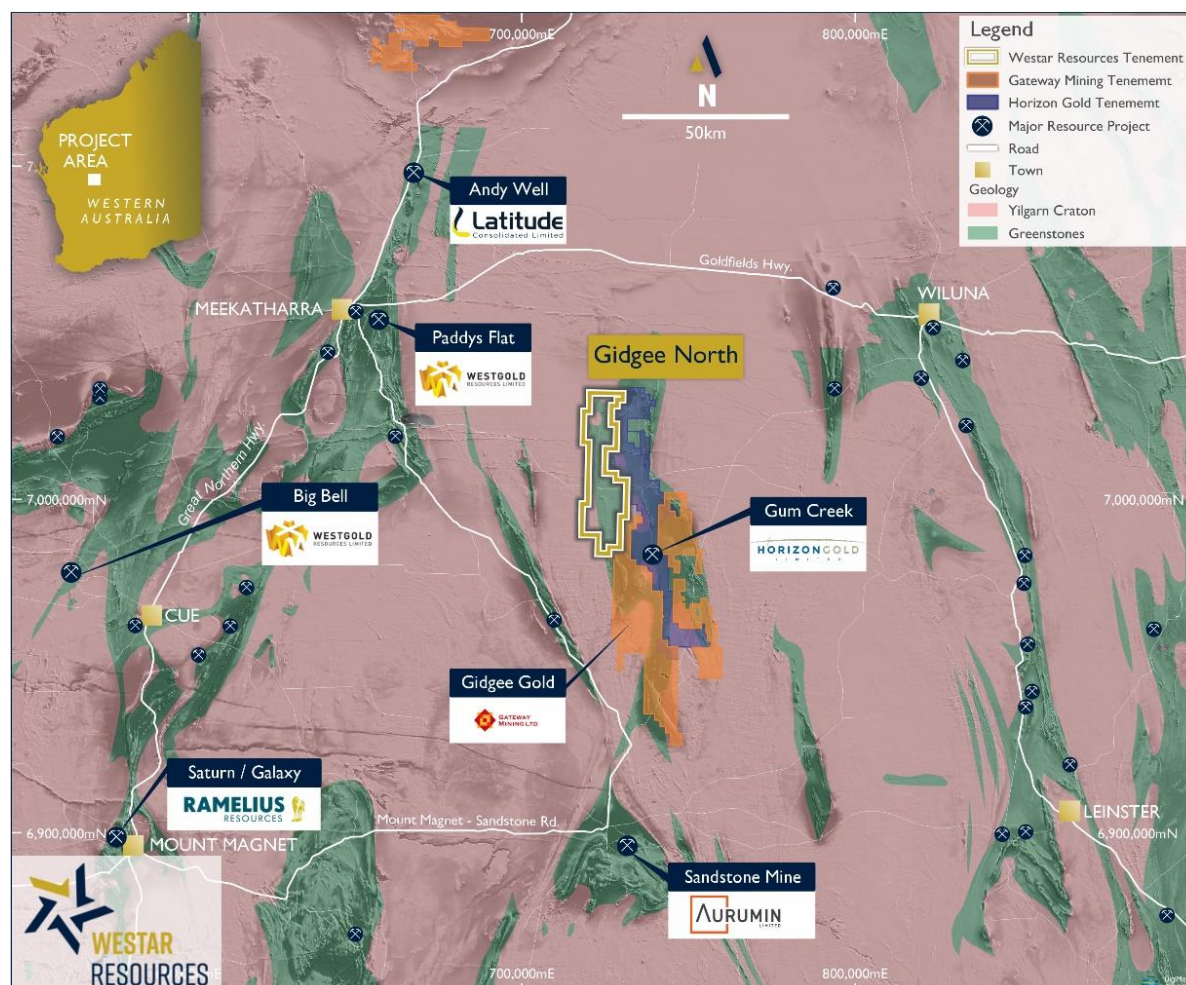 700,000mE
800,000mE
Legend
Westar Resources Tenement
Gateway Mining Tenememt
Horizon Gold Tenememt
Major Resource Project
Road
Town
Geology
Yilgarn Craton
Greenstones
PROJECT
AREA
WESTERN
AUSTRALIA
N
50km
7,
Andy Well
Latitude
Consolidated Limited
Goldfields Hwy.
MEEKATHARRA
WILUNA
Paddys Flat
WESTGOLD
RESOURCES LIMITED
Gidgee North
Great Northern Hwy.
7,000,000mN
7,000,000mN
Big Bell
WESTGOLD
RESOURCES LIMITED
Gum Creek
HORIZON GOLD
LIMITED
CUE
Gidgee Gold
GATEWAY
MINING LTD
Saturn / Galaxy
RAMELIUS
RESOURCES
Mount Magnet - Sandstone Rd.
LEINSTER
6,900,000mN
6,900,000mN
MOUNT MAGNET
Sandstone Mine
AURUMIN
LIMITED
WESTAR
RESOURCES
700,000mE
800,000mE